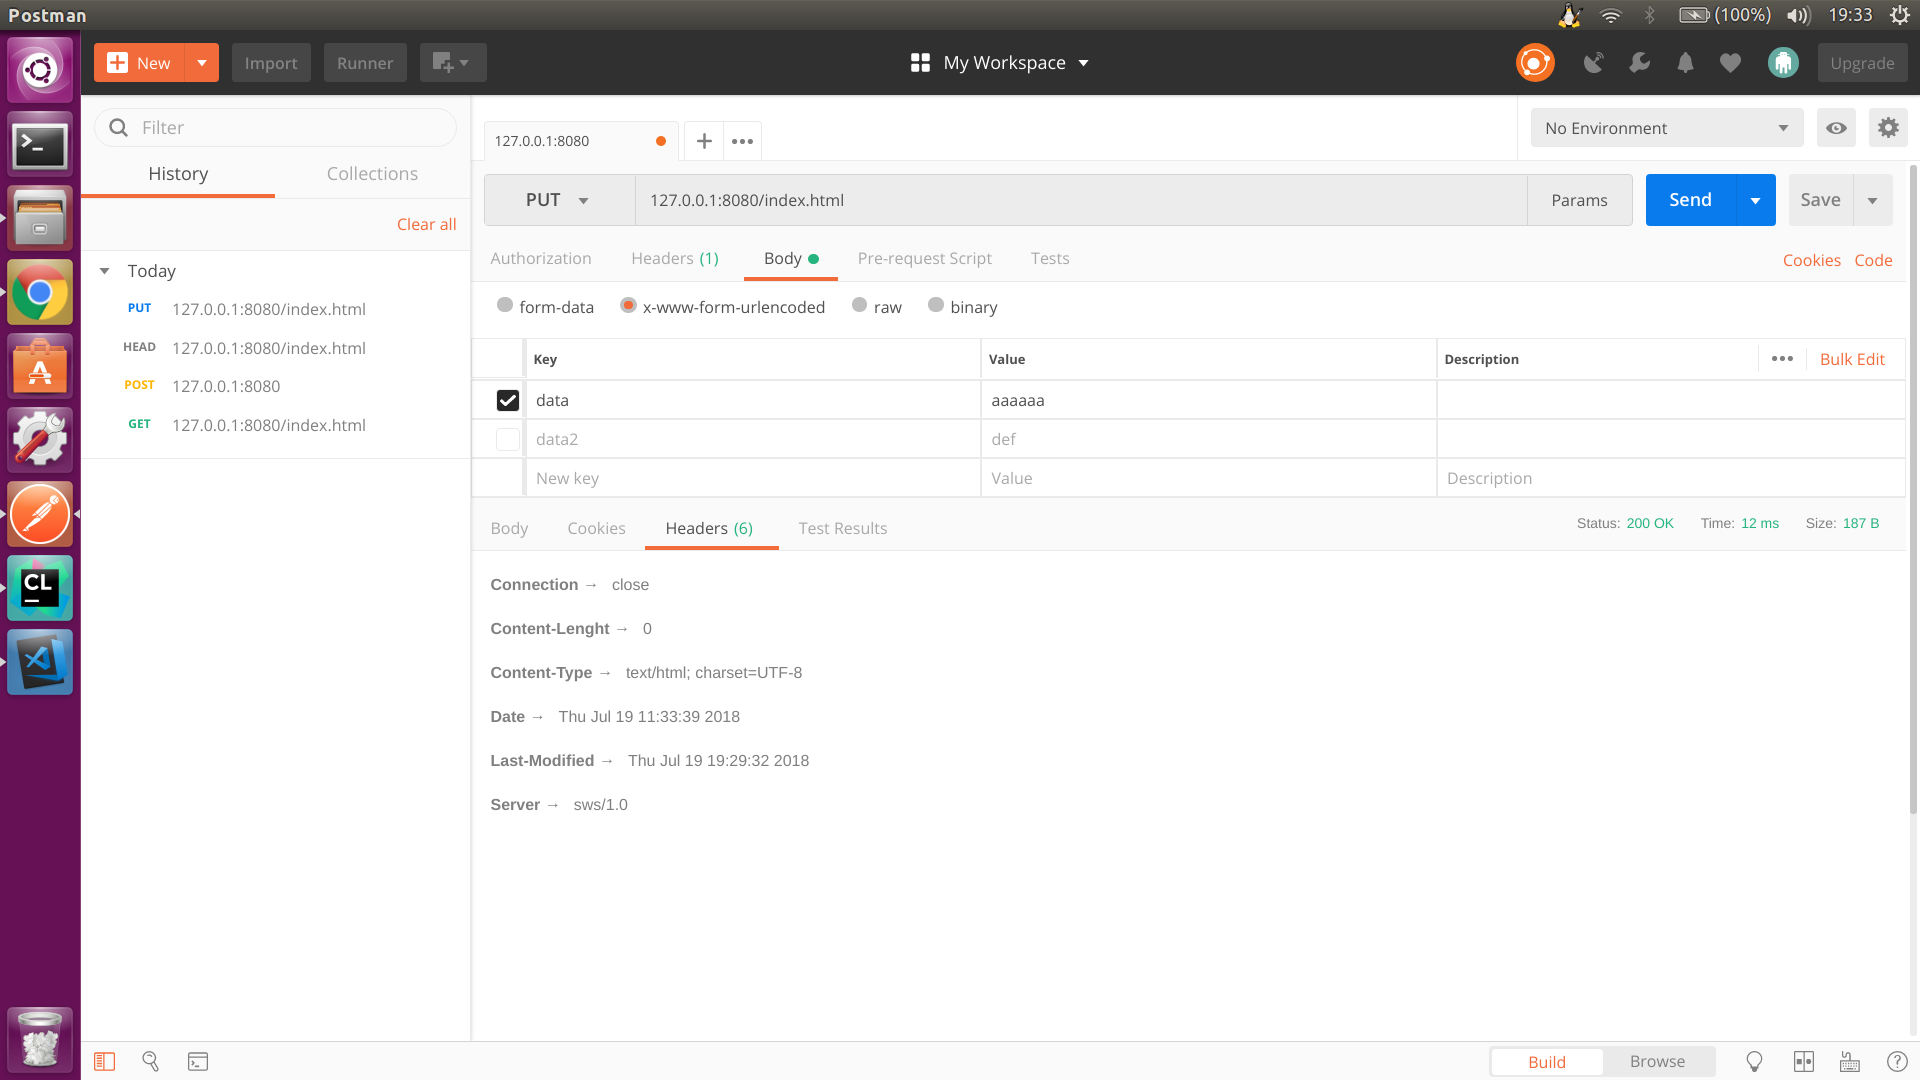 Postman
(100%) 19:33
New Import Runner My Workspace Upgrade
Filter
History Collections
Clear all
Today
PUT 127.0.0.1:8080/index.html
HEAD 127.0.0.1:8080/index.html
POST 127.0.0.1:8080
GET 127.0.0.1:8080/index.html
127.0.0.1:8080 No Environment
PUT 127.0.0.1:8080/index.html Params Send Save
Authorization Headers (1) Body Pre-request Script Tests Cookies Code
form-data x-www-form-urlencoded raw binary
Key Value Description Bulk Edit
data aaaaaa
data2 def
New key Value Description
Body Cookies Headers (6) Test Results Status: 200 OK Time: 12 ms Size: 187 B
Connection → close
Content-Lenght → 0
Content-Type → text/html; charset=UTF-8
Date → Thu Jul 19 11:33:39 2018
Last-Modified → Thu Jul 19 19:29:32 2018
Server → sws/1.0
CL
Build Browse